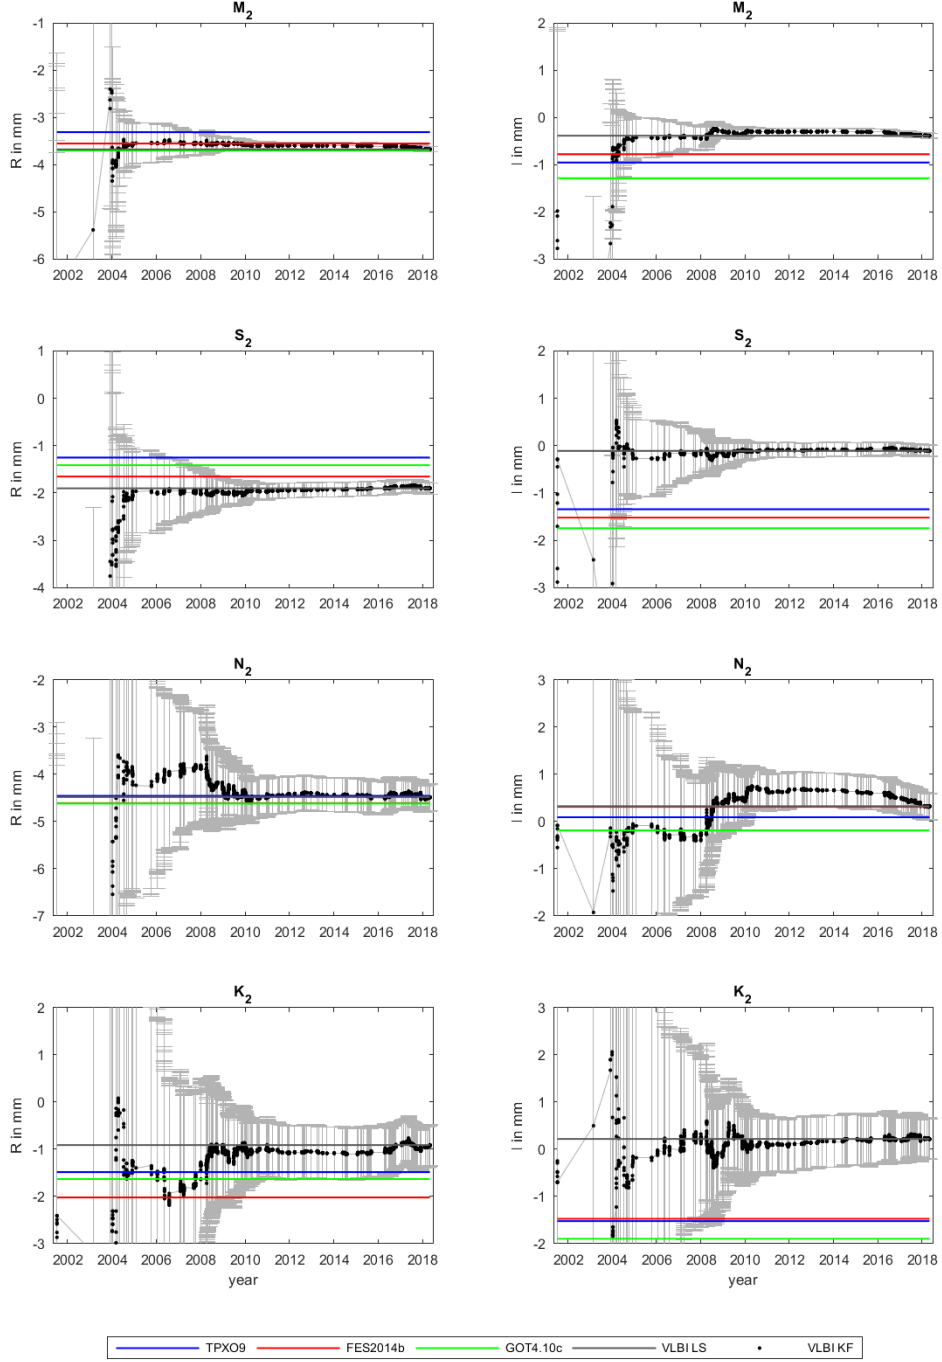 M2 M2
-1 2
-2 1
R in mm -3 I in mm 0
-4 -1
-5 -2
-6 -3
2002 2004 2006 2008 2010 2012 2014 2016 2018 2002 2004 2006 2008 2010 2012 2014 2016 2018
S2 S2
1 2
0 1
R in mm -1 I in mm 0
-2 -1
-3 -2
-4 -3
2002 2004 2006 2008 2010 2012 2014 2016 2018 2002 2004 2006 2008 2010 2012 2014 2016 2018
N2 N2
-2 3
-3 2
R in mm -4 I in mm 1
-5 0
-6 -1
-7 -2
2002 2004 2006 2008 2010 2012 2014 2016 2018 2002 2004 2006 2008 2010 2012 2014 2016 2018
K2 K2
2 3
1 2
R in mm 0 I in mm 1
-1 0
-2 -1
-3 -2
2002 2004 2006 2008 2010 2012 2014 2016 2018 2002 2004 2006 2008 2010 2012 2014 2016 2018
year year
TPXO9 FES2014b GOT4.10c VLBI LS VLBI KF